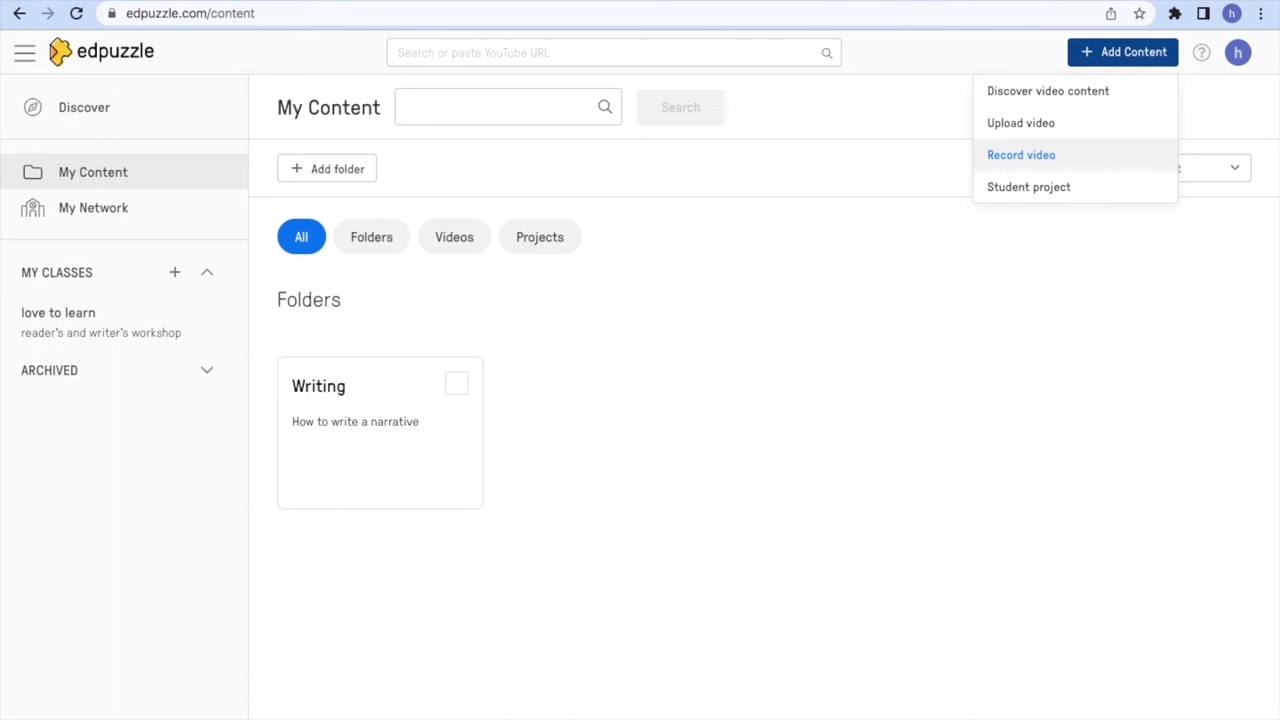 edpuzzle.com/content
h
edpuzzle
Search or paste YouTube URL
+ Add Content
?
h
Discover
My Content
Search
Discover video content
Upload video
Record video
Student project
My Content
My Network
+ Add folder
All
Folders
Videos
Projects
MY CLASSES
+
love to learn
reader's and writer's workshop
ARCHIVED
Folders
Writing
How to write a narrative